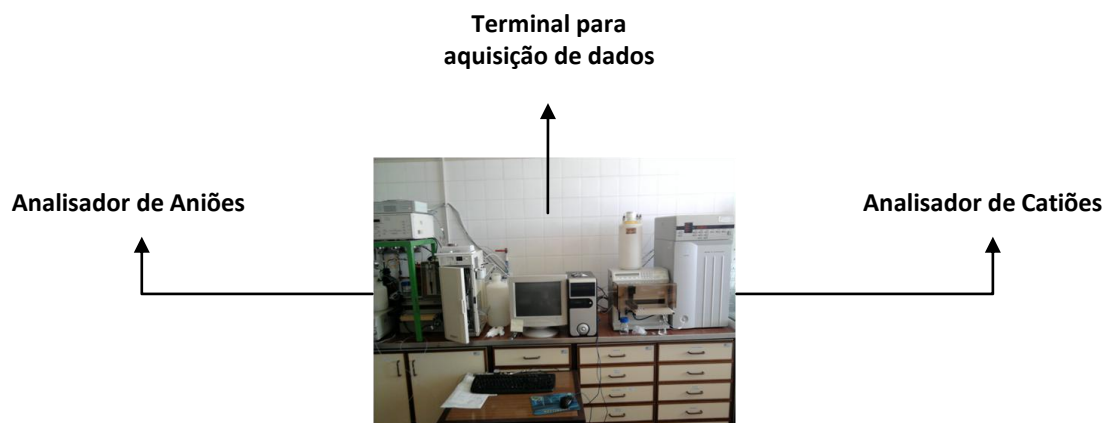 Terminal para
aquisição de dados
Analisador de Aniões
Analisador de Catiões